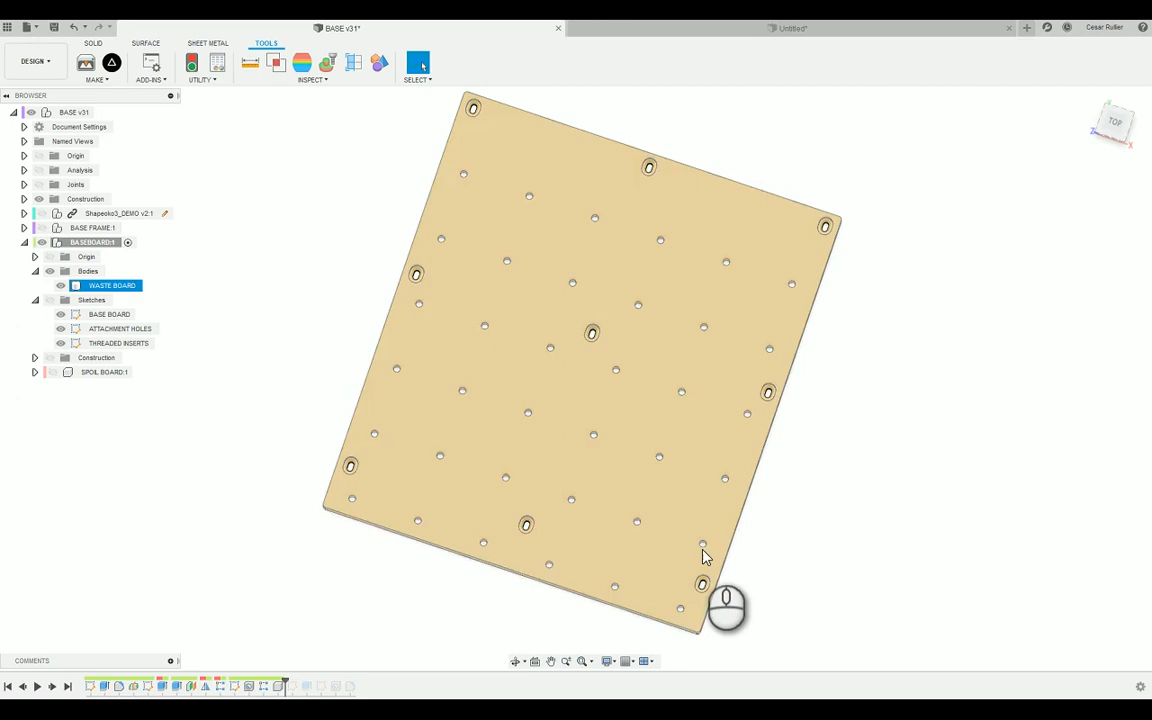 BASE v31*
Untitled*
Cesar Rulier
DESIGN
SOLID
SURFACE
SHEET METAL
TOOLS
MAKE
ADD-INS
UTILITY
INSPECT
SELECT
BROWSER
BASE v31
Document Settings
Named Views
Origin
Analysis
Joints
Construction
Shapeoko3_DEMO v2:1
BASE FRAME:1
BASEBOARD:1
Origin
Bodies
WASTE BOARD
Sketches
BASE BOARD
ATTACHMENT HOLES
THREADED INSERTS
Construction
SPOIL BOARD:1
TOP
Y
Z
X
COMMENTS